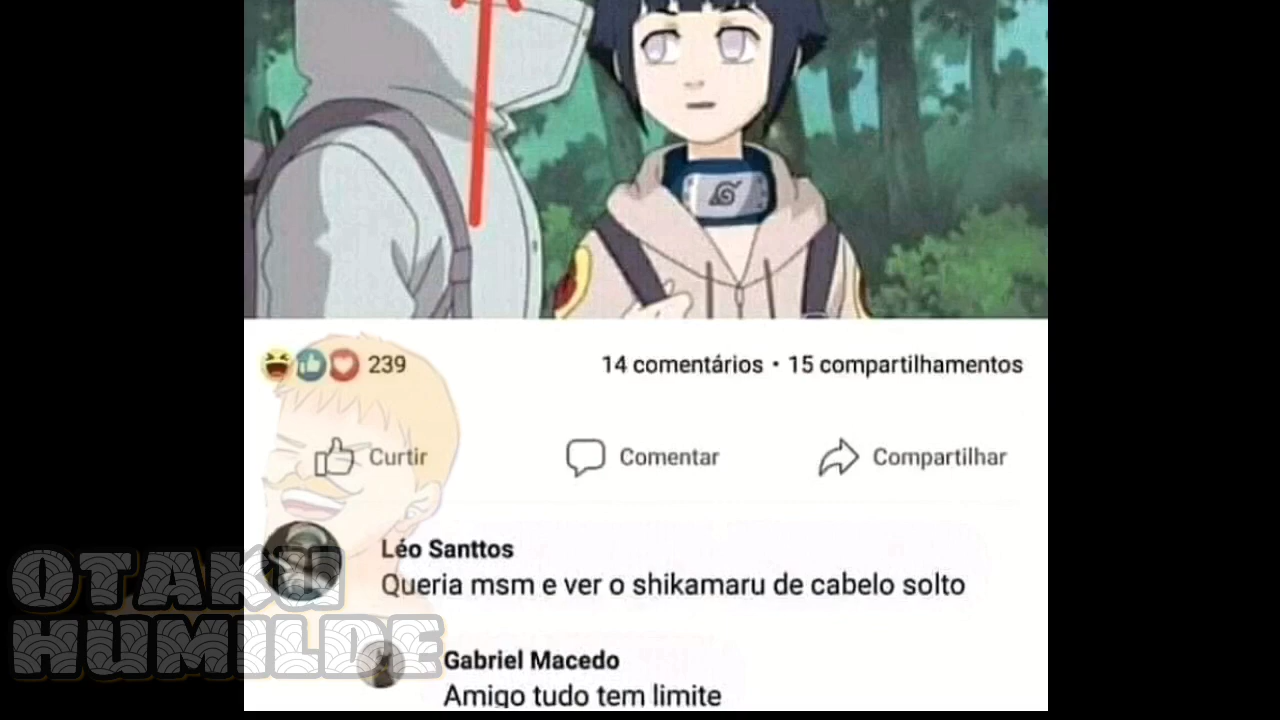 239
14 comentários • 15 compartilhamentos
Curtir
Comentar
Compartilhar
Léo Santtos
Queria msm e ver o shikamaru de cabelo solto
OTAKU
HUMILDE
Gabriel Macedo
Amigo tudo tem limite